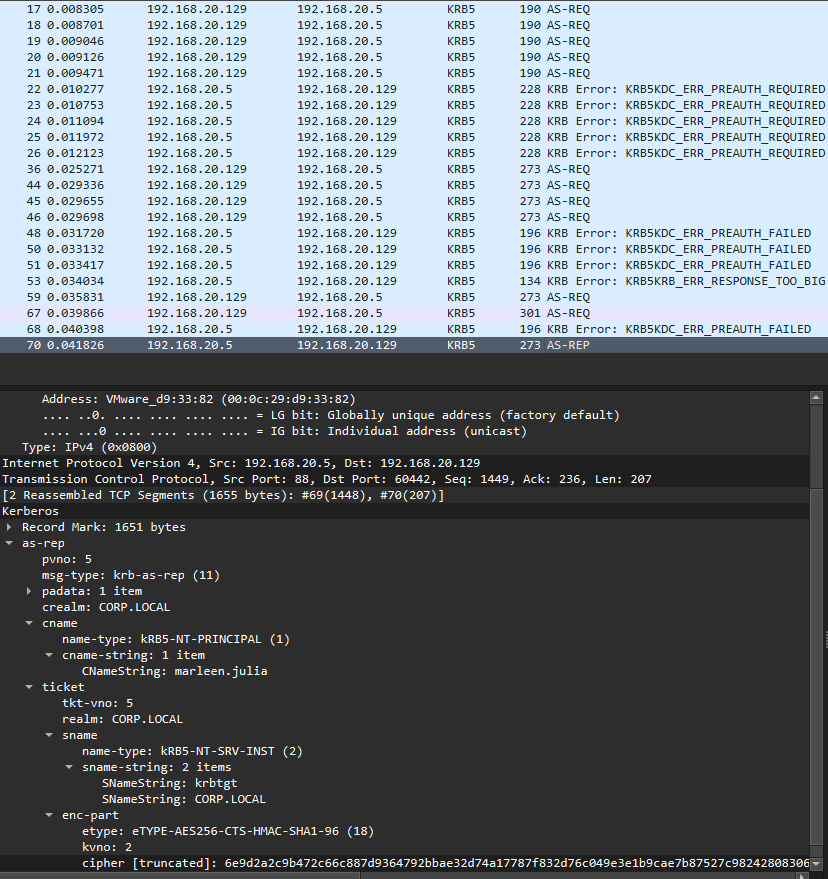 17 0.008305 192.168.20.129 192.168.20.5 KRB5 190 AS-REQ
18 0.008701 192.168.20.129 192.168.20.5 KRB5 190 AS-REQ
19 0.009046 192.168.20.129 192.168.20.5 KRB5 190 AS-REQ
20 0.009126 192.168.20.129 192.168.20.5 KRB5 190 AS-REQ
21 0.009471 192.168.20.129 192.168.20.5 KRB5 190 AS-REQ
22 0.010277 192.168.20.5 192.168.20.129 KRB5 228 KRB Error: KRB5KDC_ERR_PREAUTH_REQUIRED
23 0.010753 192.168.20.5 192.168.20.129 KRB5 228 KRB Error: KRB5KDC_ERR_PREAUTH_REQUIRED
24 0.011094 192.168.20.5 192.168.20.129 KRB5 228 KRB Error: KRB5KDC_ERR_PREAUTH_REQUIRED
25 0.011972 192.168.20.5 192.168.20.129 KRB5 228 KRB Error: KRB5KDC_ERR_PREAUTH_REQUIRED
26 0.012123 192.168.20.5 192.168.20.129 KRB5 228 KRB Error: KRB5KDC_ERR_PREAUTH_REQUIRED
36 0.025271 192.168.20.129 192.168.20.5 KRB5 273 AS-REQ
44 0.029336 192.168.20.129 192.168.20.5 KRB5 273 AS-REQ
45 0.029655 192.168.20.129 192.168.20.5 KRB5 273 AS-REQ
46 0.029698 192.168.20.129 192.168.20.5 KRB5 273 AS-REQ
48 0.031720 192.168.20.5 192.168.20.129 KRB5 196 KRB Error: KRB5KDC_ERR_PREAUTH_FAILED
50 0.033132 192.168.20.5 192.168.20.129 KRB5 196 KRB Error: KRB5KDC_ERR_PREAUTH_FAILED
51 0.033417 192.168.20.5 192.168.20.129 KRB5 196 KRB Error: KRB5KDC_ERR_PREAUTH_FAILED
53 0.034034 192.168.20.5 192.168.20.129 KRB5 134 KRB Error: KRB5KRB_ERR_RESPONSE_TOO_BIG
59 0.035831 192.168.20.129 192.168.20.5 KRB5 273 AS-REQ
67 0.039866 192.168.20.129 192.168.20.5 KRB5 301 AS-REQ
68 0.040398 192.168.20.5 192.168.20.129 KRB5 196 KRB Error: KRB5KDC_ERR_PREAUTH_FAILED
70 0.041826 192.168.20.5 192.168.20.129 KRB5 273 AS-REP
Address: VMware_d9:33:82 (00:0c:29:d9:33:82)
.... ..0. .... .... .... .... = LG bit: Globally unique address (factory default)
.... ...0 .... .... .... .... = IG bit: Individual address (unicast)
Type: IPv4 (0x0800)
Internet Protocol Version 4, Src: 192.168.20.5, Dst: 192.168.20.129
Transmission Control Protocol, Src Port: 88, Dst Port: 60442, Seq: 1449, Ack: 236, Len: 207
[2 Reassembled TCP Segments (1655 bytes): #69(1448), #70(207)]
Kerberos
Record Mark: 1651 bytes
as-rep
pvno: 5
msg-type: krb-as-rep (11)
padata: 1 item
crealm: CORP.LOCAL
cname
name-type: kRB5-NT-PRINCIPAL (1)
cname-string: 1 item
CNameString: marleen.julia
ticket
tkt-vno: 5
realm: CORP.LOCAL
sname
name-type: kRB5-NT-SRV-INST (2)
sname-string: 2 items
SNameString: krbtgt
SNameString: CORP.LOCAL
enc-part
etype: eTYPE-AES256-CTS-HMAC-SHA1-96 (18)
kvno: 2
cipher [truncated]: 6e9d2a2c9b472c66c887d9364792bbae32d74a17787f832d76c049e3e1b9cae7b87527c98242808306